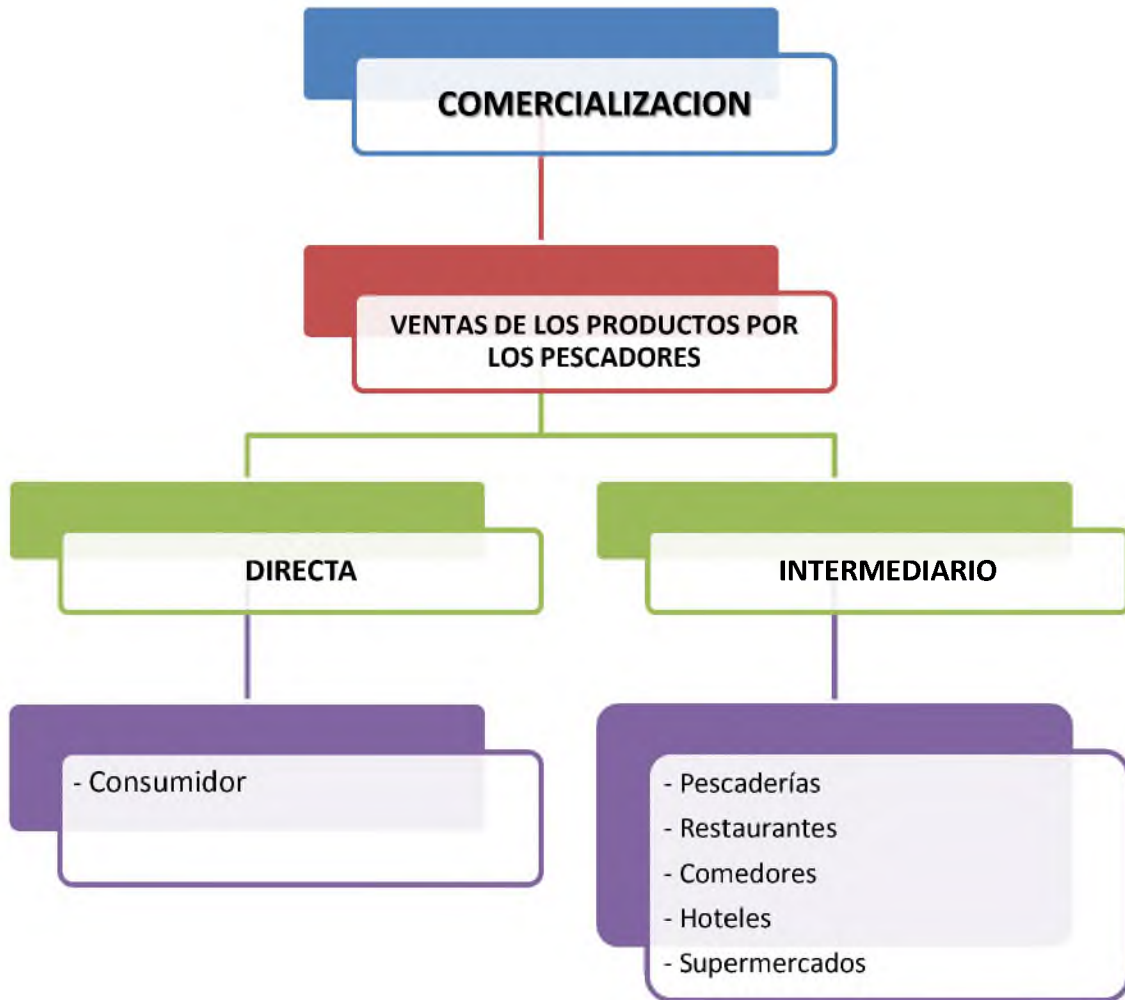 COMERCIALIZACION
VENTAS DE LOS PRODUCTOS POR
LOS PESCADORES
DIRECTA
INTERMEDIARIO
- Consumidor
- Pescaderías
- Restaurantes
- Comedores
- Hoteles
- Supermercados